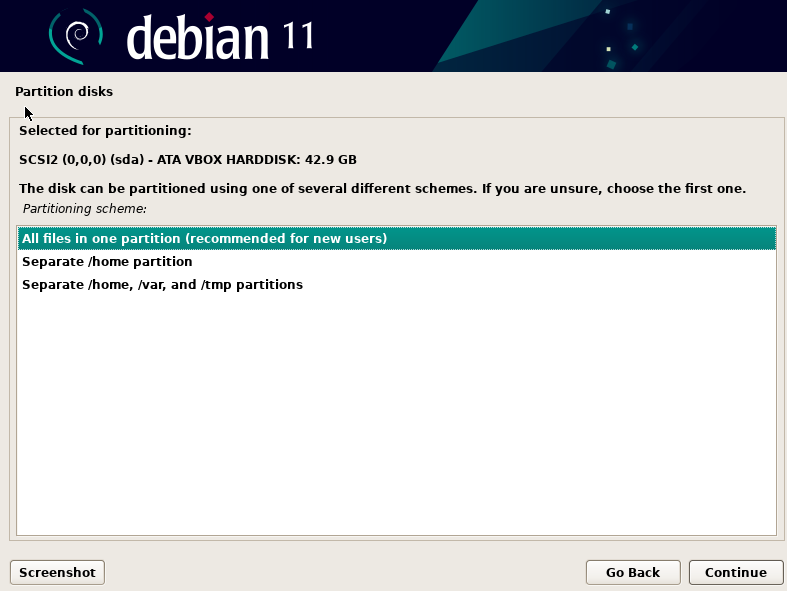 debian 11
Partition disks
Selected for partitioning:
SCSI2 (0,0,0) (sda) - ATA VBOX HARDDISK: 42.9 GB
The disk can be partitioned using one of several different schemes. If you are unsure, choose the first one.
Partitioning scheme:
All files in one partition (recommended for new users)
Separate /home partition
Separate /home, /var, and /tmp partitions
Screenshot
Go Back
Continue